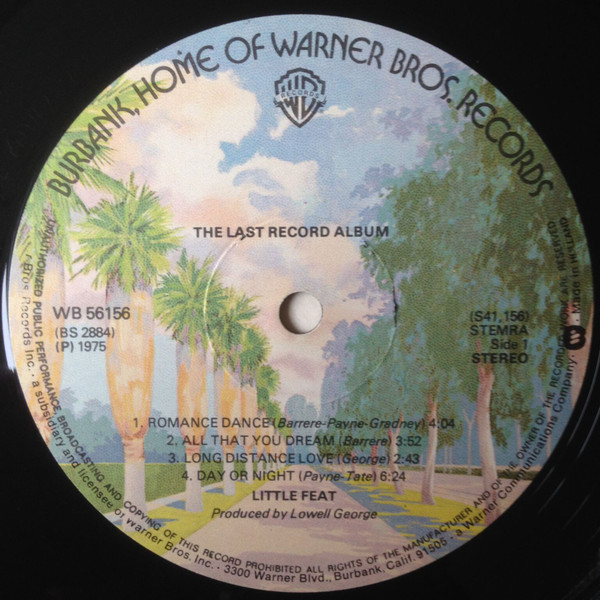 BURBANK, HOME OF WARNER BROS. RECORDS
WB RECORDS
THE LAST RECORD ALBUM
WB 56156
(BS 2884)
(P) 1975
(S41,156)
STEMRA
Side 1
STEREO
1. ROMANCE DANCE (Barrere-Payne-Gradney) 4:04
2. ALL THAT YOU DREAM (Barrere) 3:52
3. LONG DISTANCE LOVE (George) 2:43
4. DAY OR NIGHT (Payne-Tate) 6:24
LITTLE FEAT
Produced by Lowell George
AUTHORIZED PUBLIC PERFORMANCE, BROADCASTING AND COPYING OF THIS RECORD PROHIBITED ALL RIGHTS OF THE MANUFACTURER AND OF THE OWNER OF THE RECORDED WORK ARE RESERVED
Bros Records Inc. · a subsidiary and licensee of Warner Bros. Inc. · 3300 Warner Blvd., Burbank, Calif. 91505 · a Warner Communications Company · Made in Holland